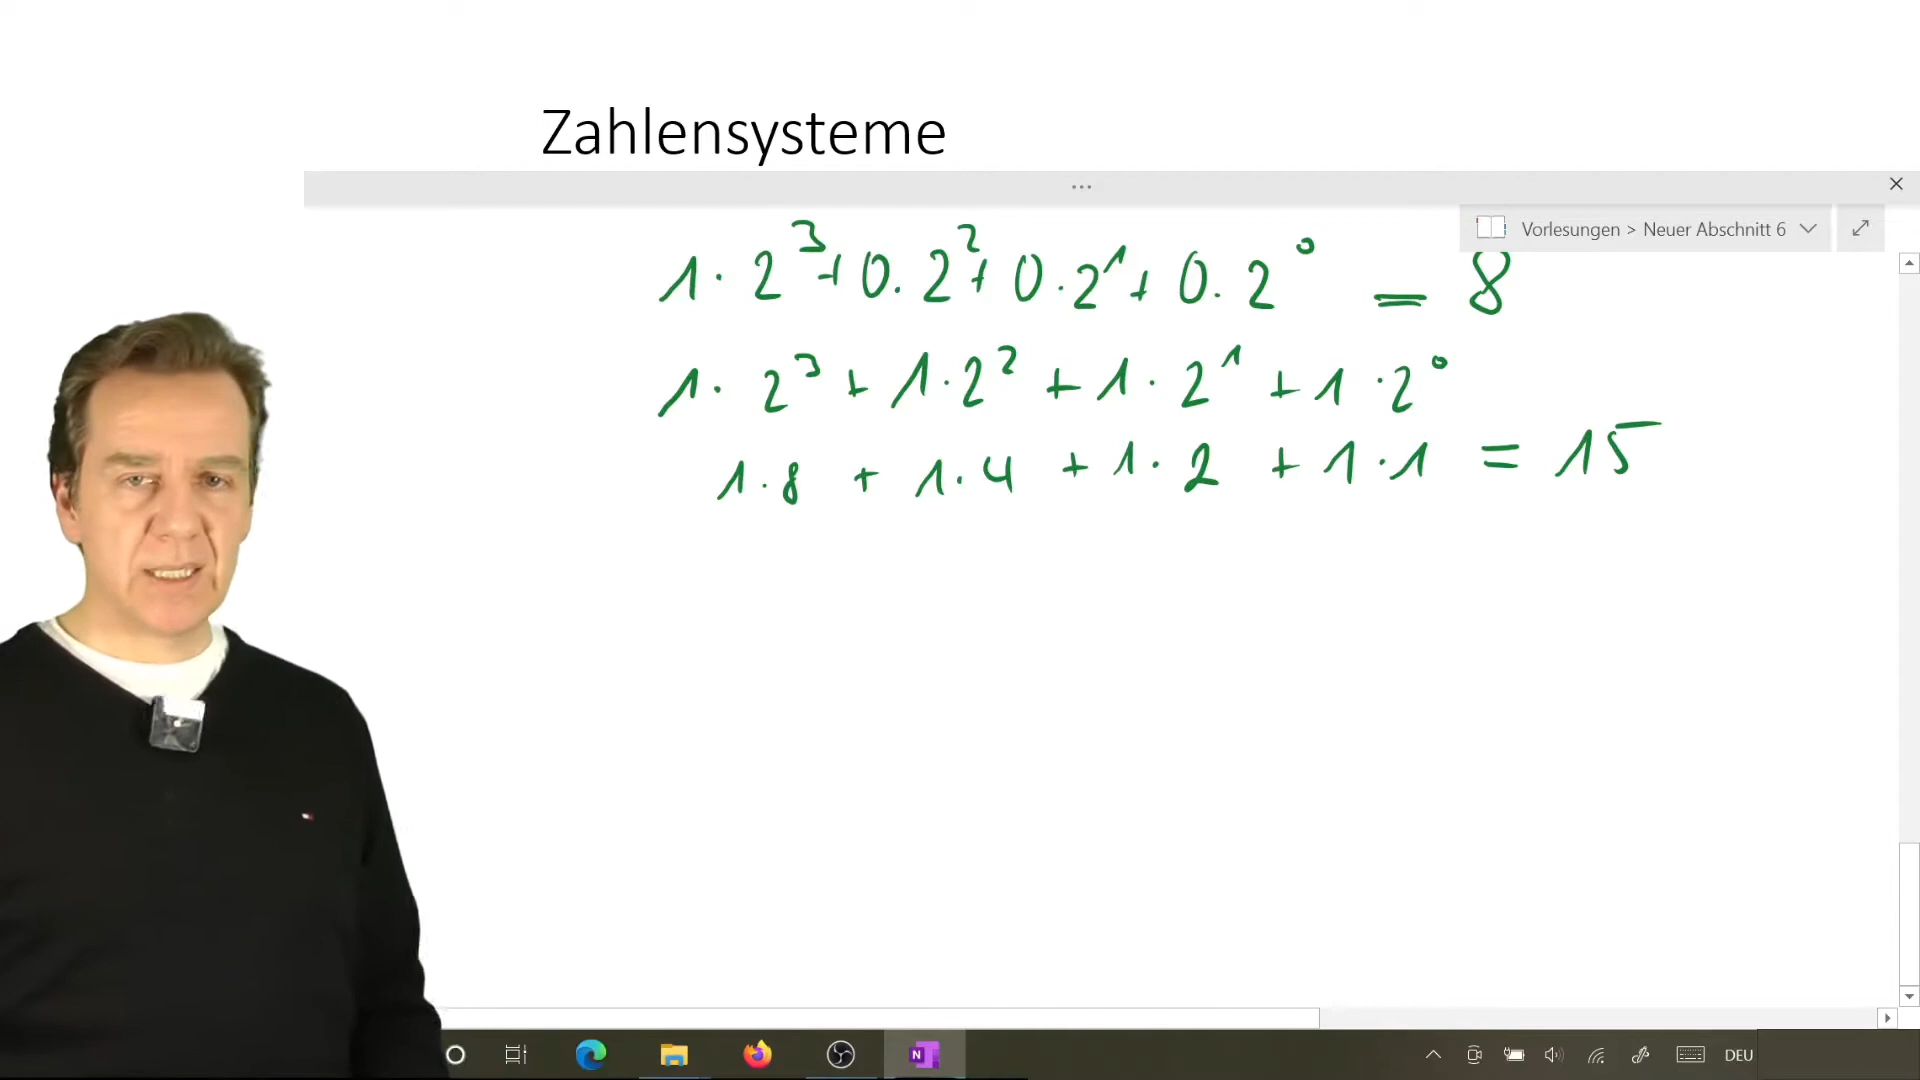 Zahlensysteme
Vorlesungen > Neuer Abschnitt 6
1 · 2³ + 0 · 2² + 0 · 2¹ + 0 · 2⁰ = 8
1 · 2³ + 1 · 2² + 1 · 2¹ + 1 · 2⁰
1 · 8 + 1 · 4 + 1 · 2 + 1 · 1 = 15
N
DEU